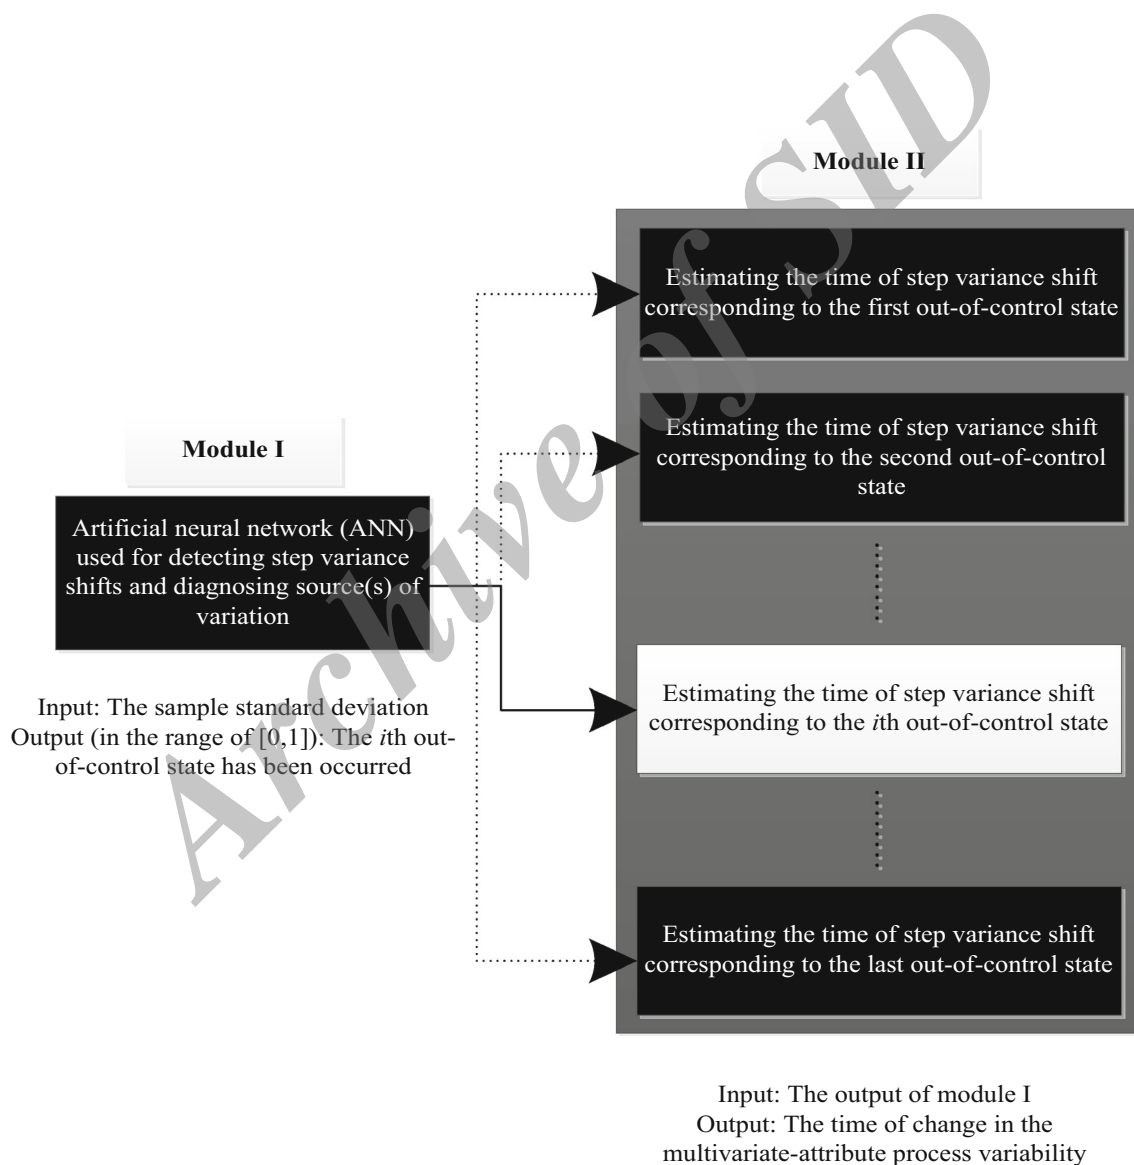 Module II
Estimating the time of step variance shift
corresponding to the first out-of-control state
Estimating the time of step variance shift
corresponding to the second out-of-control
state
Module I
Artificial neural network (ANN)
used for detecting step variance
shifts and diagnosing source(s) of
variation
Input: The sample standard deviation
Output (in the range of [0,1]): The ith out-
of-control state has been occurred
Estimating the time of step variance shift
corresponding to the ith out-of-control state
Estimating the time of step variance shift
corresponding to the last out-of-control state
Input: The output of module I
Output: The time of change in the
multivariate-attribute process variability
Archive of SID